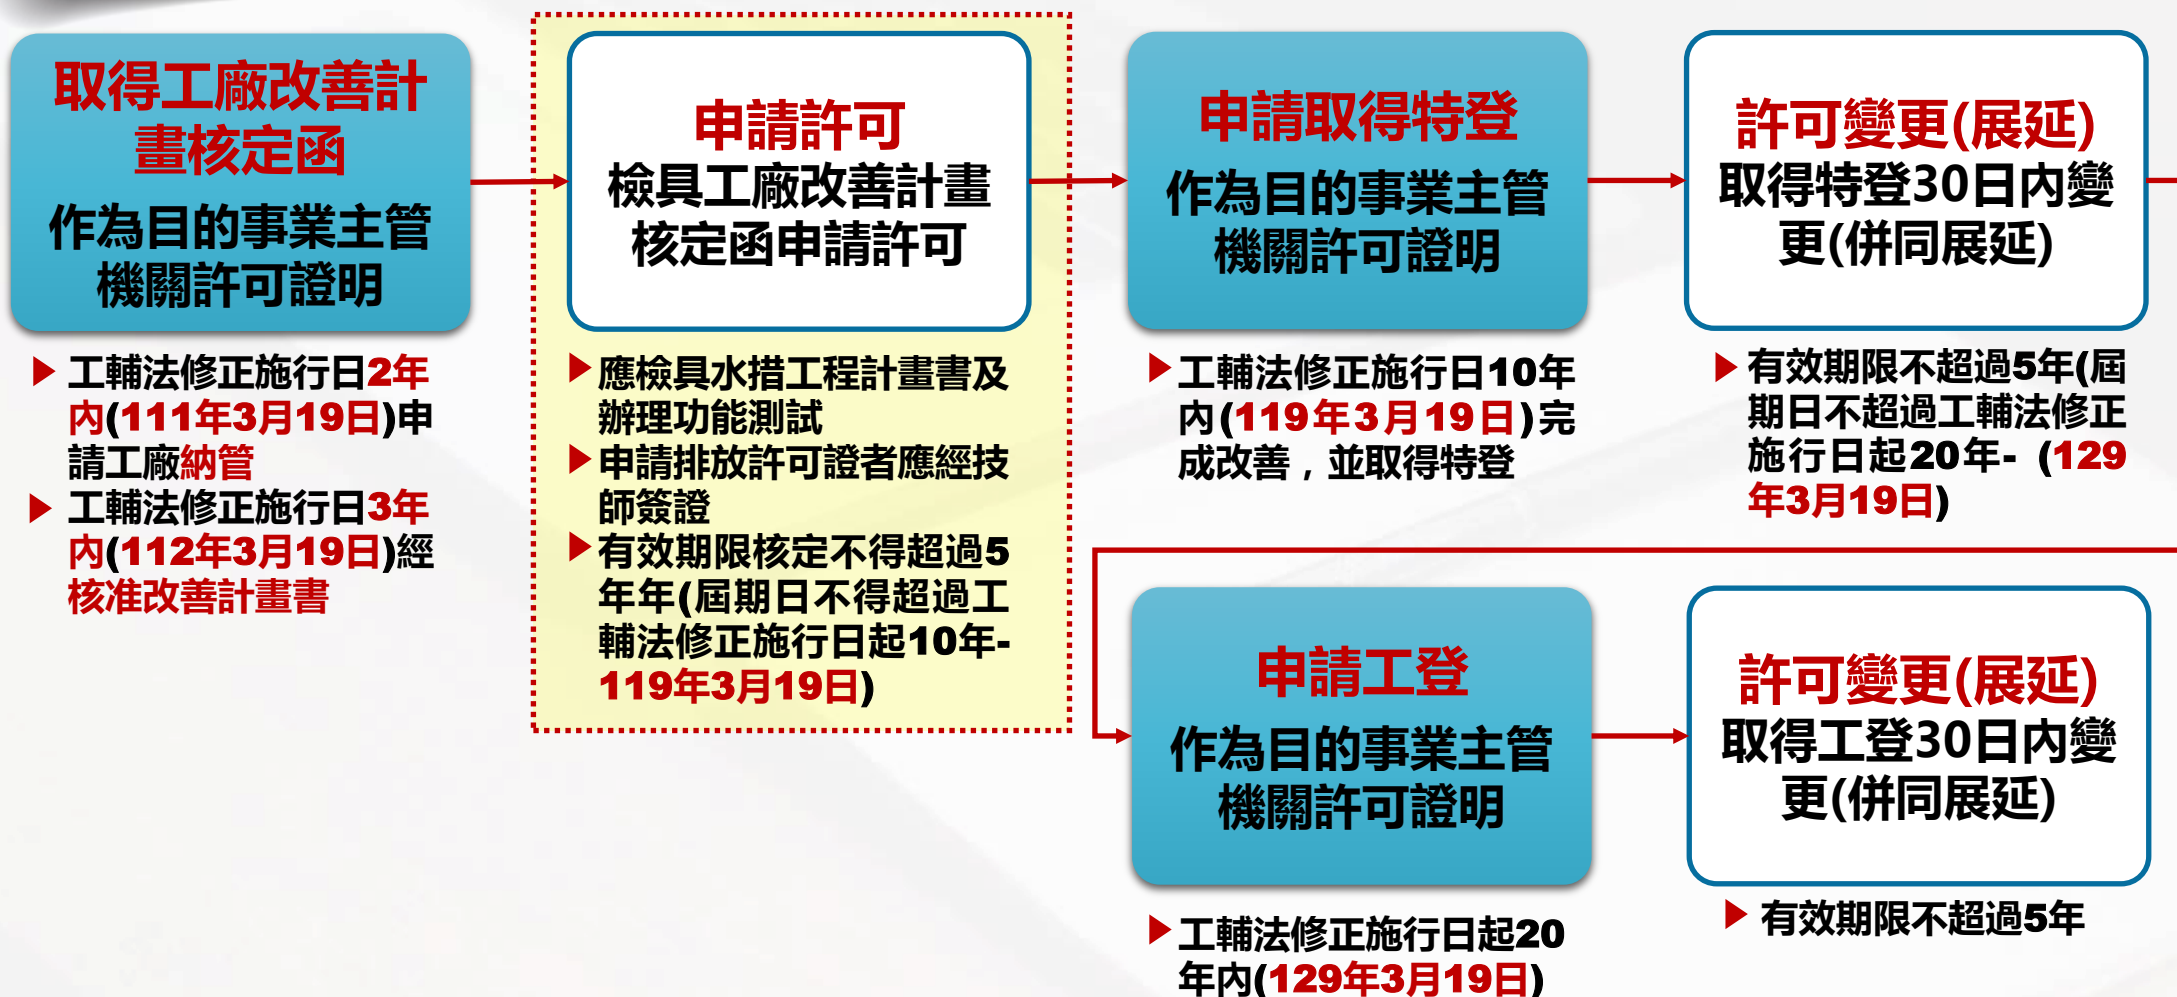 取得工廠改善計
畫核定函
作為目的事業主管
機關許可證明
工輔法修正施行日2年
內(111年3月19日)申
請工廠納管
工輔法修正施行日3年
內(112年3月19日)經
核准改善計畫書
申請許可
檢具工廠改善計畫
核定函申請許可
應檢具水措工程計畫書及
辦理功能測試
申請排放許可證者應經技
師簽證
有效期限核定不得超過5
年年(屆期日不得超過工
輔法修正施行日起10年-
119年3月19日)
申請取得特登
作為目的事業主管
機關許可證明
工輔法修正施行日10年
內(119年3月19日)完
成改善，並取得特登
許可變更(展延)
取得特登30日內變
更(併同展延)
有效期限不超過5年(屆
期日不超過工輔法修正
施行日起20年- (129
年3月19日)
申請工登
作為目的事業主管
機關許可證明
工輔法修正施行日起20
年內(129年3月19日)
許可變更(展延)
取得工登30日內變
更(併同展延)
有效期限不超過5年